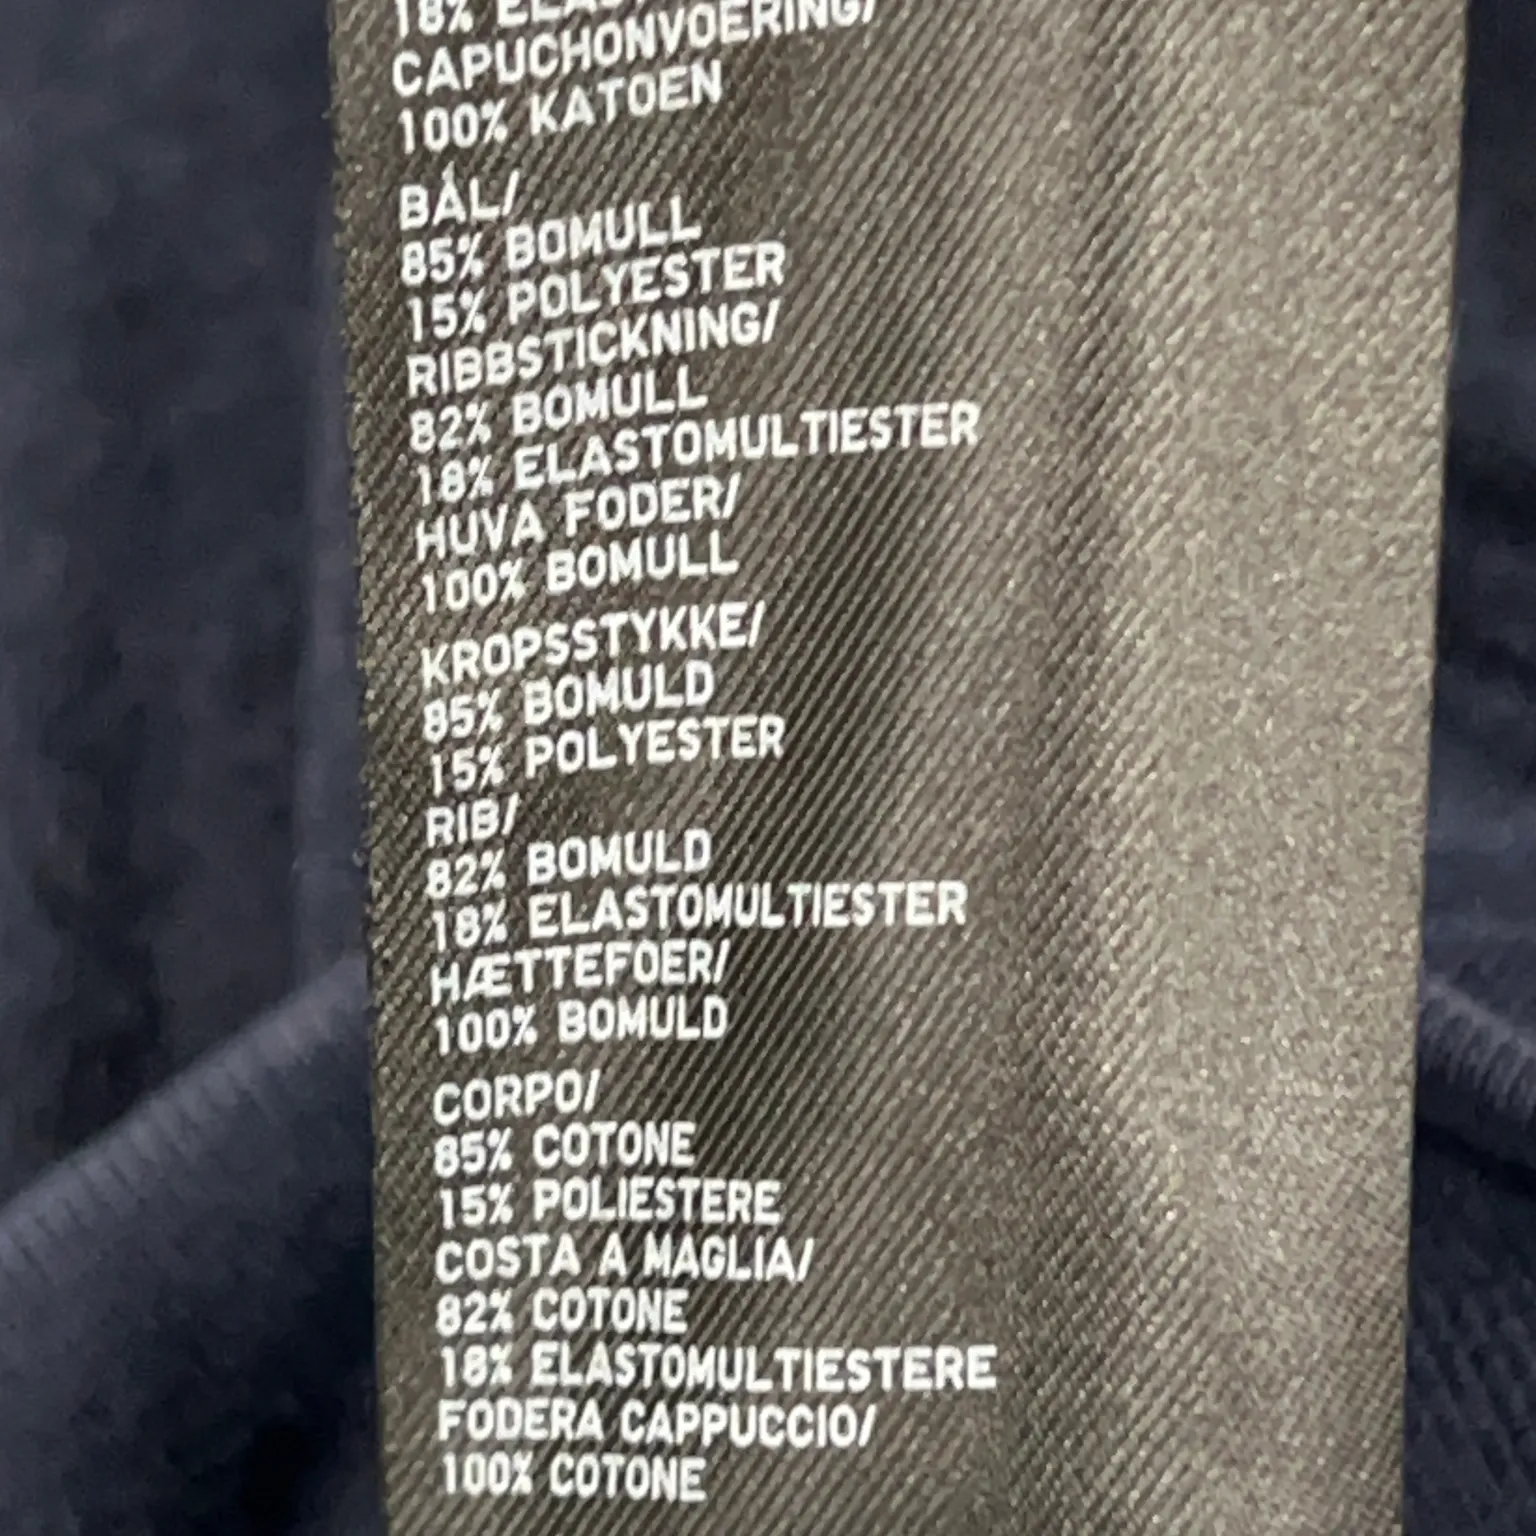 18%
CAPUCHONVOERING/
100% KATOEN
BÅL/
85% BOMULL
15% POLYESTER
RIBBSTICKNING/
82% BOMULL
18% ELASTOMULTIESTER
HUVA FODER/
100% BOMULL
KROPSSTYKKE/
85% BOMULD
15% POLYESTER
RIB/
82% BOMULD
18% ELASTOMULTIESTER
HÆTTEFOER/
100% BOMULD
CORPO/
85% COTONE
15% POLIESTERE
COSTA A MAGLIA/
82% COTONE
18% ELASTOMULTIESTERE
FODERA CAPPUCCIO/
100% COTONE